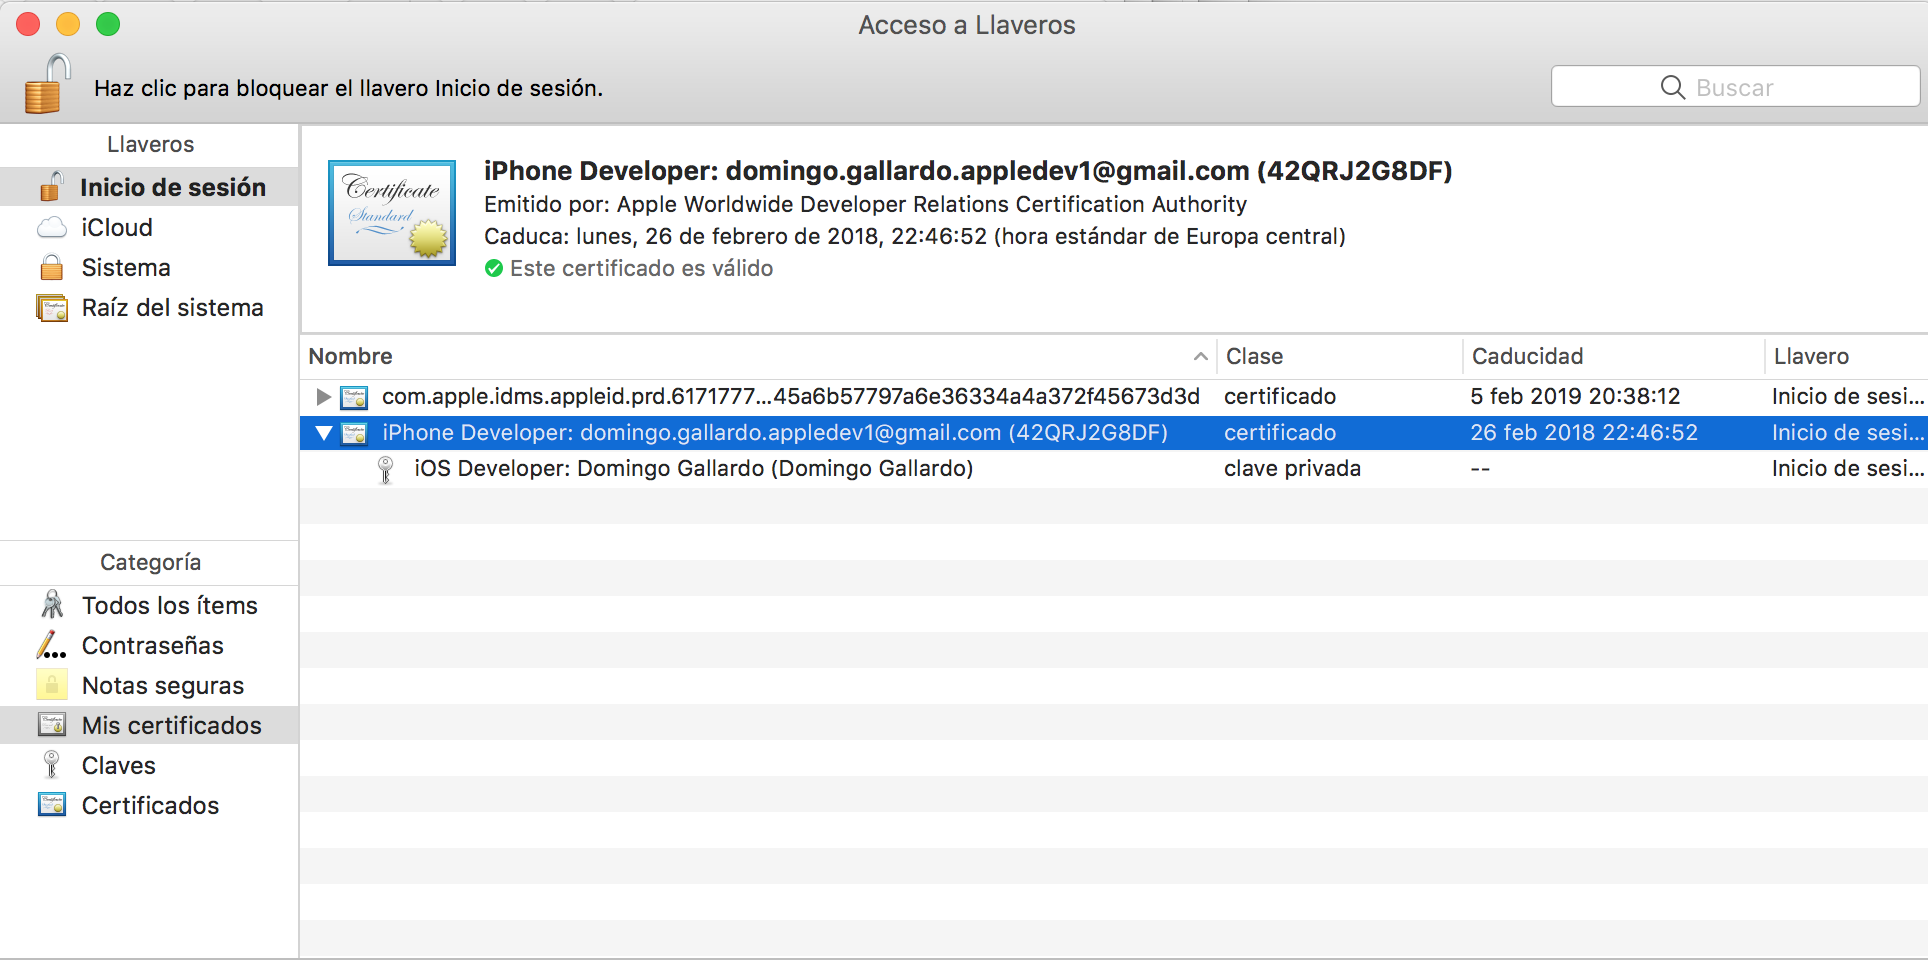 Acceso a Llaveros
Haz clic para bloquear el llavero Inicio de sesión.
Buscar
Llaveros
Inicio de sesión
iCloud
Sistema
Raíz del sistema
Certificate
Standard
iPhone Developer: domingo.gallardo.appledev1@gmail.com (42QRJ2G8DF)
Emitido por: Apple Worldwide Developer Relations Certification Authority
Caduca: lunes, 26 de febrero de 2018, 22:46:52 (hora estándar de Europa central)
Este certificado es válido
Nombre Clase Caducidad Llavero
com.apple.idms.appleid.prd.6171777...45a6b57797a6e36334a4a372f45673d3d certificado 5 feb 2019 20:38:12 Inicio de sesi...
iPhone Developer: domingo.gallardo.appledev1@gmail.com (42QRJ2G8DF) certificado 26 feb 2018 22:46:52 Inicio de sesi...
iOS Developer: Domingo Gallardo (Domingo Gallardo) clave privada -- Inicio de sesi...
Categoría
Todos los ítems
Contraseñas
Notas seguras
Mis certificados
Claves
Certificados